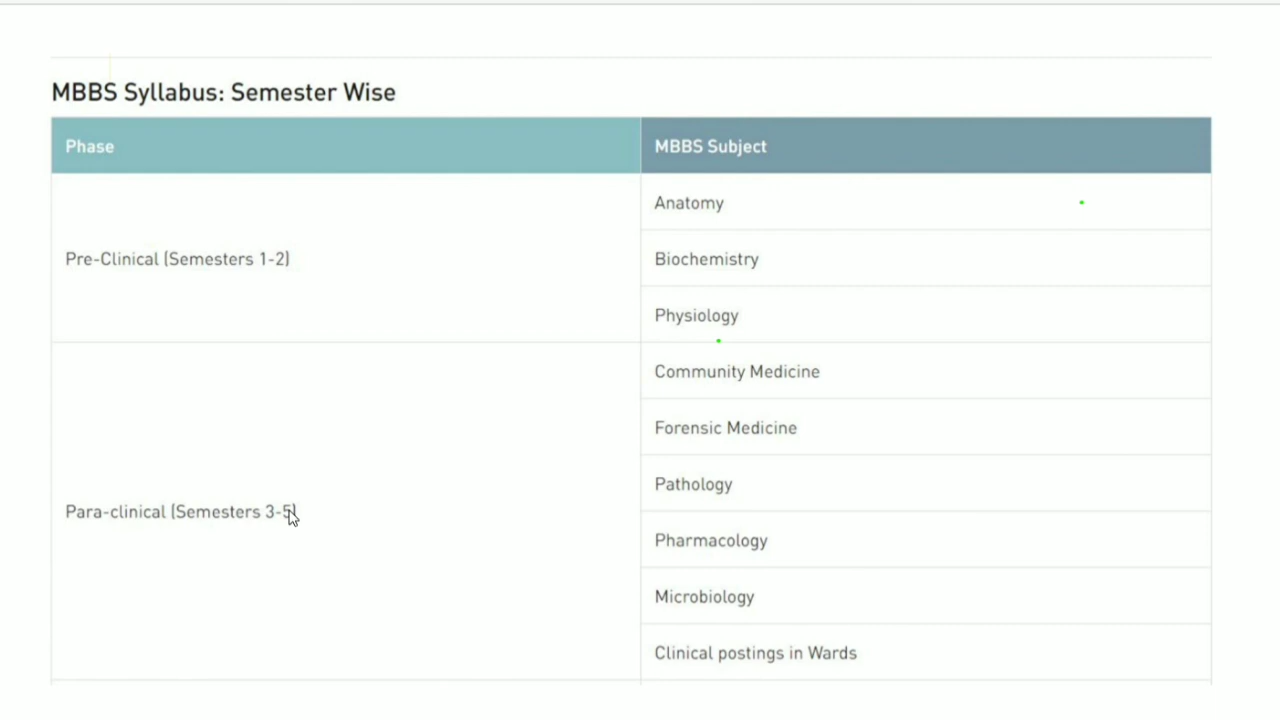 MBBS Syllabus: Semester Wise
Phase
MBBS Subject
Pre-Clinical (Semesters 1-2)
Anatomy
Biochemistry
Physiology
Para-clinical (Semesters 3-5)
Community Medicine
Forensic Medicine
Pathology
Pharmacology
Microbiology
Clinical postings in Wards